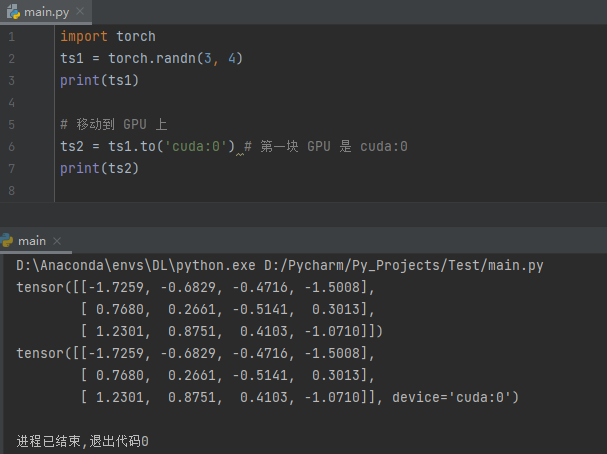 main.py
1 import torch
2 ts1 = torch.randn(3, 4)
3 print(ts1)
4
5 # 移动到 GPU 上
6 ts2 = ts1.to('cuda:0') # 第一块 GPU 是 cuda:0
7 print(ts2)
8
main
D:\Anaconda\envs\DL\python.exe D:/Pycharm/Py_Projects/Test/main.py
tensor([[-1.7259, -0.6829, -0.4716, -1.5008],
[ 0.7680, 0.2661, -0.5141, 0.3013],
[ 1.2301, 0.8751, 0.4103, -1.0710]])
tensor([[-1.7259, -0.6829, -0.4716, -1.5008],
[ 0.7680, 0.2661, -0.5141, 0.3013],
[ 1.2301, 0.8751, 0.4103, -1.0710]], device='cuda:0')
进程已结束,退出代码0